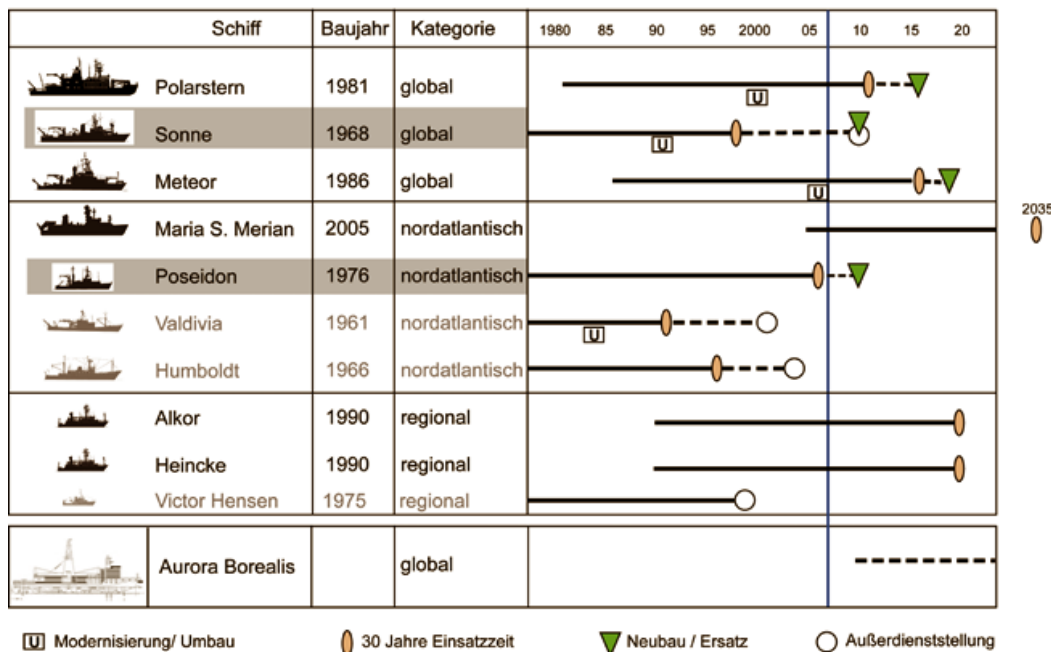 Schiff Baujahr Kategorie 1980 85 90 95 2000 05 10 15 20
Polarstern 1981 global
U
Sonne 1968 global
U
Meteor 1986 global
U
2035
Maria S. Merian 2005 nordatlantisch
Poseidon 1976 nordatlantisch
Valdivia 1961 nordatlantisch
U
Humboldt 1966 nordatlantisch
Alkor 1990 regional
Heincke 1990 regional
Victor Hensen 1975 regional
Aurora Borealis global
U Modernisierung/ Umbau 30 Jahre Einsatzzeit Neubau / Ersatz Außerdienststellung